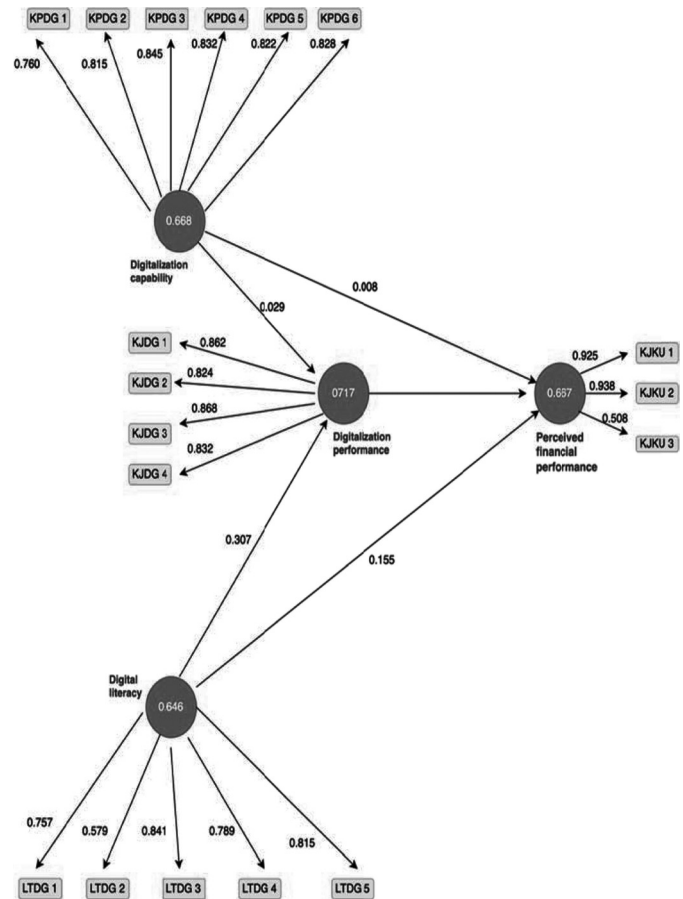 KPDG 1 KPDG 2 KPDG 3 KPDG 4 KPDG 5 KPDG 6
0.760 0.815 0.845 0.832 0.822 0.828
0.668
Digitalization
capability
0.008
0.029
KJDG 1 0.862
KJDG 2 0.824
KJDG 3 0.868
KJDG 4 0.832
0717
Digitalization
performance
0.667
Perceived
financial
performance
0.925 KJKU 1
0.938 KJKU 2
0.508 KJKU 3
0.307
0.155
Digital
literacy
0.646
0.757 0.579 0.841 0.789 0.815
LTDG 1 LTDG 2 LTDG 3 LTDG 4 LTDG 5